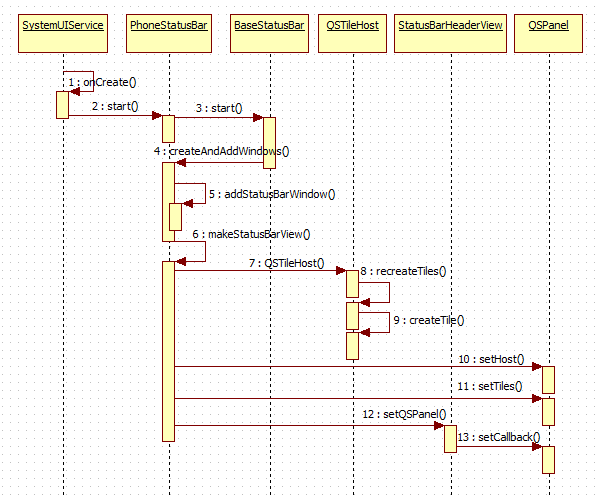 SystemUIService
PhoneStatusBar
BaseStatusBar
QSTileHost
StatusBarHeaderView
QSPanel
1 : onCreate()
2 : start()
3 : start()
4 : createAndAddWindows()
5 : addStatusBarWindow()
6 : makeStatusBarView()
7 : QSTileHost()
8 : recreateTiles()
9 : createTile()
10 : setHost()
11 : setTiles()
12 : setQSPanel()
13 : setCallback()